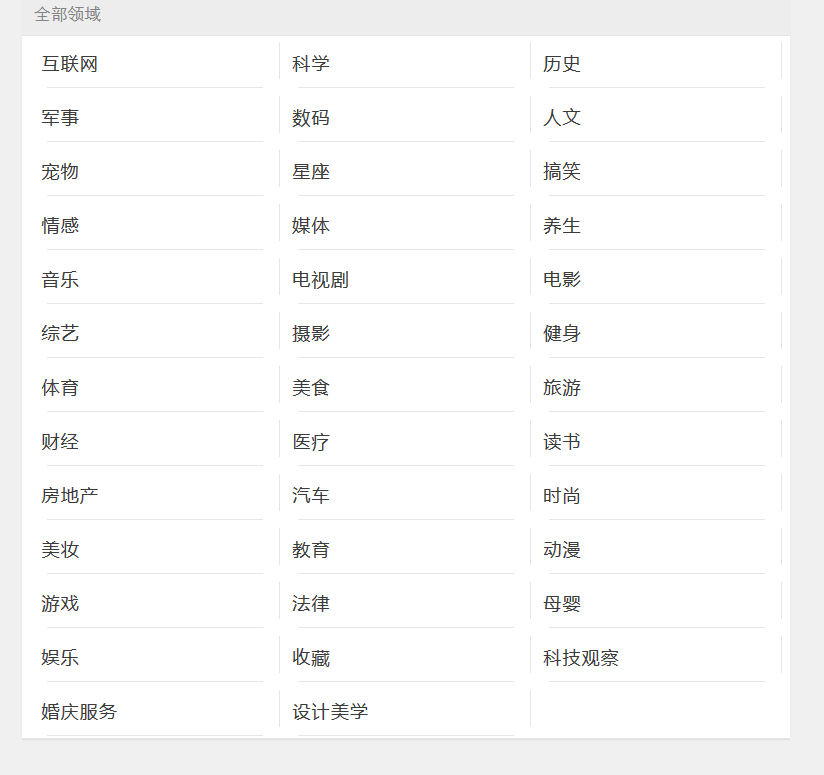 全部领域
互联网 科学 历史
军事 数码 人文
宠物 星座 搞笑
情感 媒体 养生
音乐 电视剧 电影
综艺 摄影 健身
体育 美食 旅游
财经 医疗 读书
房地产 汽车 时尚
美妆 教育 动漫
游戏 法律 母婴
娱乐 收藏 科技观察
婚庆服务 设计美学